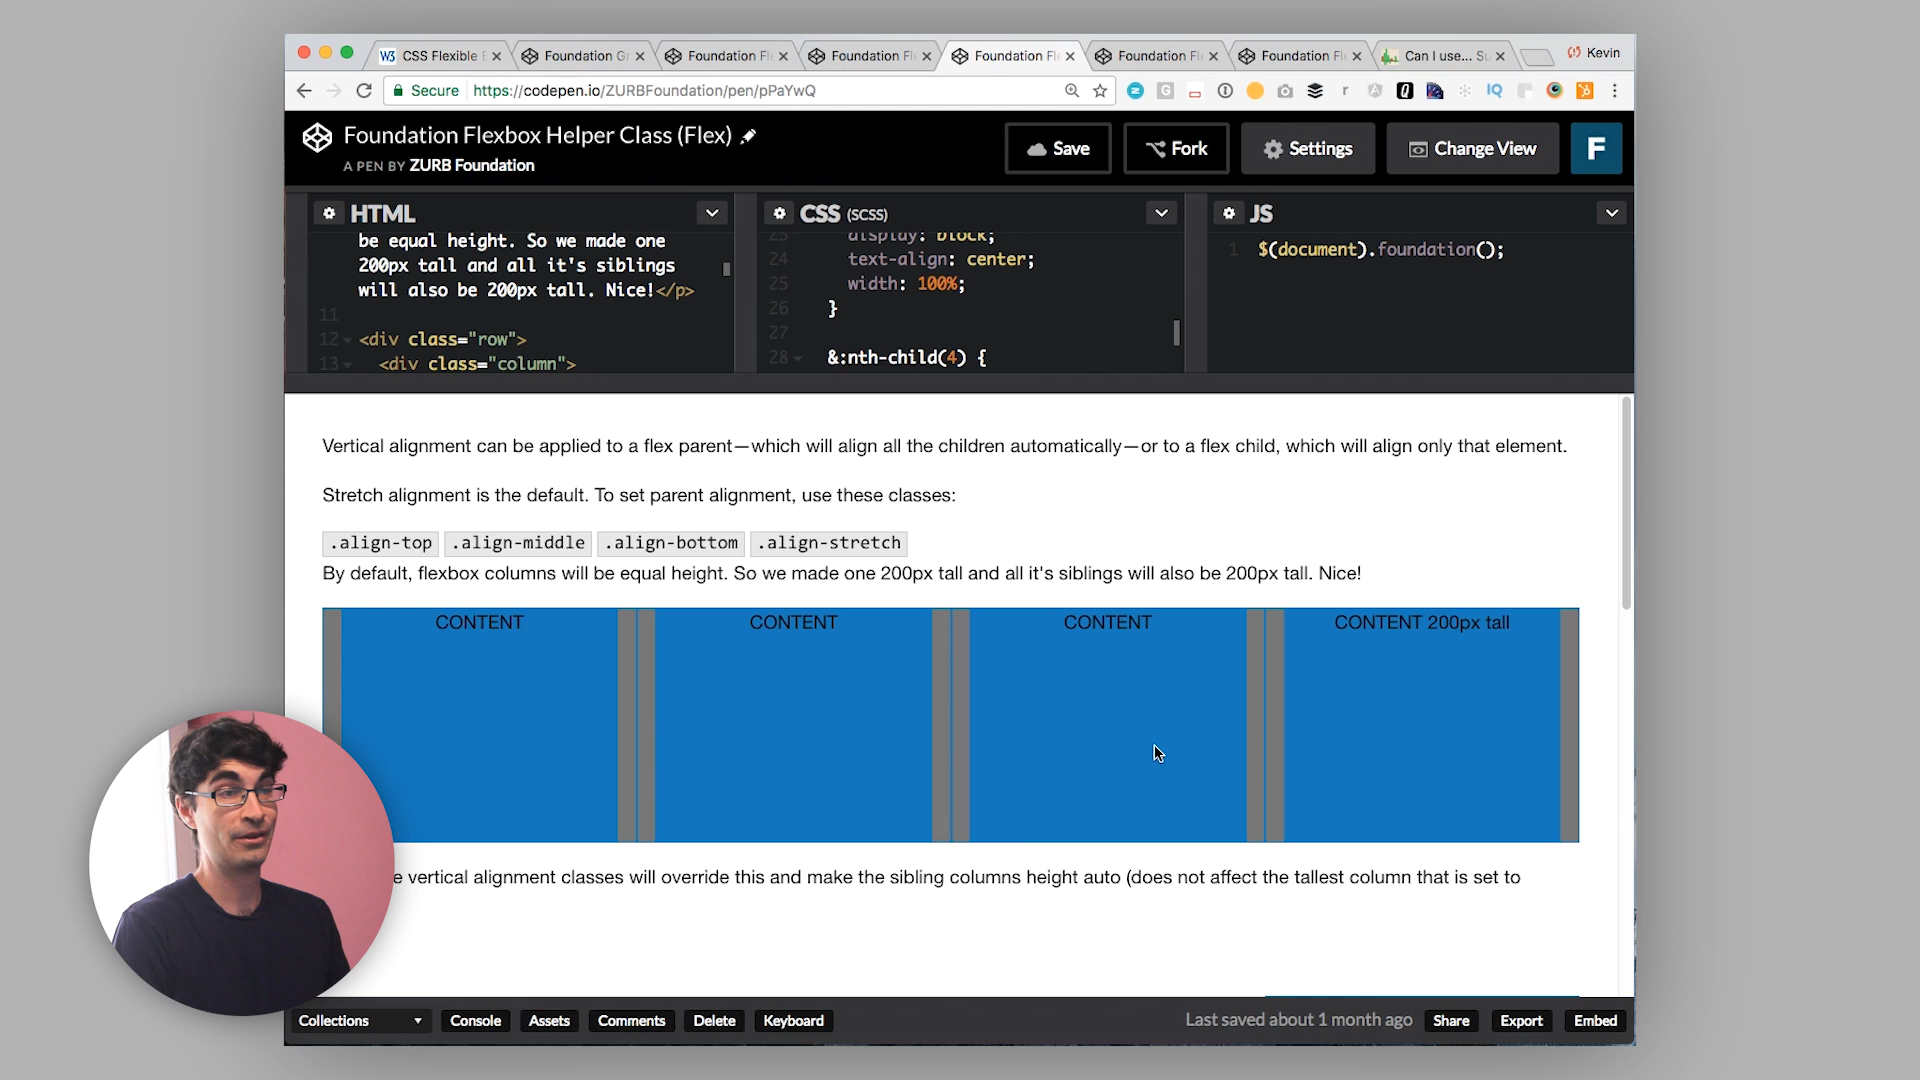 CSS Flexible
Foundation Gr
Foundation Fl
Foundation Fl
Foundation Fl
Foundation Fl
Foundation Fl
Can I use... Su
Kevin
Secure https://codepen.io/ZURBFoundation/pen/pPaYwQ
Foundation Flexbox Helper Class (Flex)
A PEN BY ZURB Foundation
Save
Fork
Settings
Change View
F
HTML
be equal height. So we made one
200px tall and all it's siblings
will also be 200px tall. Nice!</p>
11
12 <div class="row">
13 <div class="column">
CSS (SCSS)
23 display: block;
24 text-align: center;
25 width: 100%;
26 }
27
28 &:nth-child(4) {
JS
1 $(document).foundation();
Vertical alignment can be applied to a flex parent—which will align all the children automatically—or to a flex child, which will align only that element.
Stretch alignment is the default. To set parent alignment, use these classes:
.align-top .align-middle .align-bottom .align-stretch
By default, flexbox columns will be equal height. So we made one 200px tall and all it's siblings will also be 200px tall. Nice!
CONTENT
CONTENT
CONTENT
CONTENT 200px tall
vertical alignment classes will override this and make the sibling columns height auto (does not affect the tallest column that is set to
Collections
Console
Assets
Comments
Delete
Keyboard
Last saved about 1 month ago
Share
Export
Embed